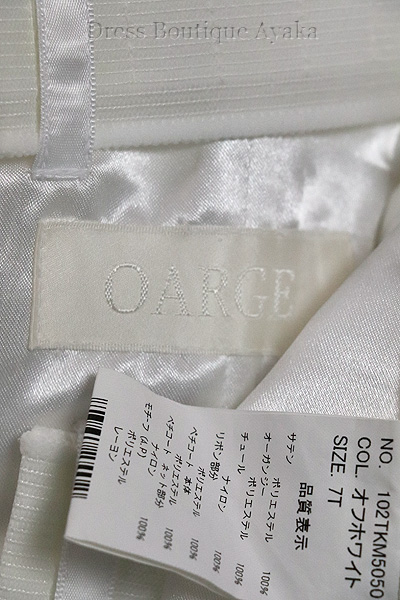 Dress Boutique Ayaka
OARGE
NO. 102TKM5050
COL. オフホワイト
SIZE. 7T
品質表示
サテン ポリエステル 100%
オーガンジー ポリエステル 100%
チュール ポリエステル 100%
リボン部分 ナイロン 100%
ペチコート 本体 ポリエステル 100%
ペチコート ネット部分 ナイロン 100%
モチーフ ポリエステル 100%
レーヨン